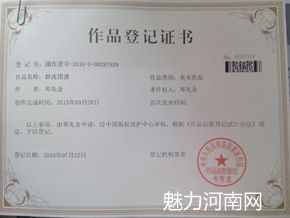 作品登记证书
00287929
登 记 号：国作登字-2016-F-00287929
作品名称：群虎图谱
作品类别：美术作品
作 者：邓先金
著作权人：邓先金
创作完成时间：2015年09月28日
首次发表时间：
以上事项，由邓先金申请，经中国版权保护中心审核，根据《作品自愿登记试行办法》规定，予以登记。
登记日期：2016年07月22日
登记机构签章
魅力河南网